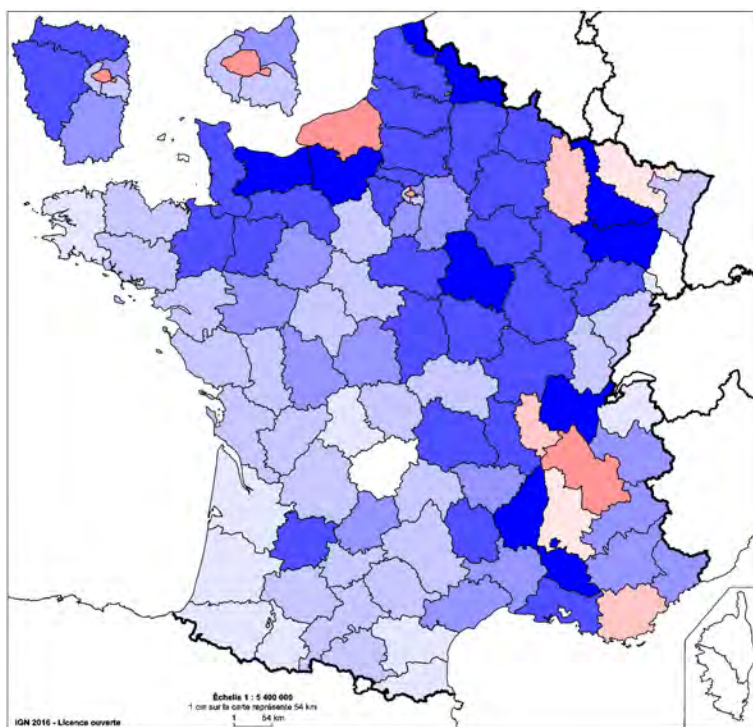 Échelle 1 : 5 400 000
1 cm sur la carte représente 54 km
1 54 km
IGN 2016 - Licence ouverte